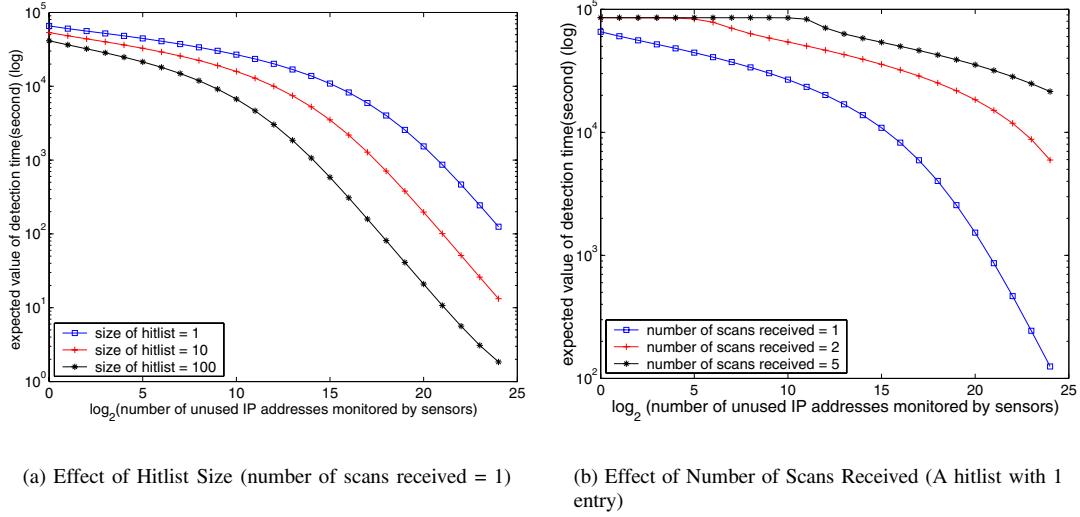 expected value of detection time(second) (log)
10^5
10^4
10^3
10^2
10^1
10^0
0 5 10 15 20 25
log_2(number of unused IP addresses monitored by sensors)
size of hitlist = 1
size of hitlist = 10
size of hitlist = 100
(a) Effect of Hitlist Size (number of scans received = 1)
expected value of detection time(second) (log)
10^5
10^4
10^3
10^2
0 5 10 15 20 25
log_2 (number of unused IP addresses monitored by sensors)
number of scans received = 1
number of scans received = 2
number of scans received = 5
(b) Effect of Number of Scans Received (A hitlist with 1
entry)